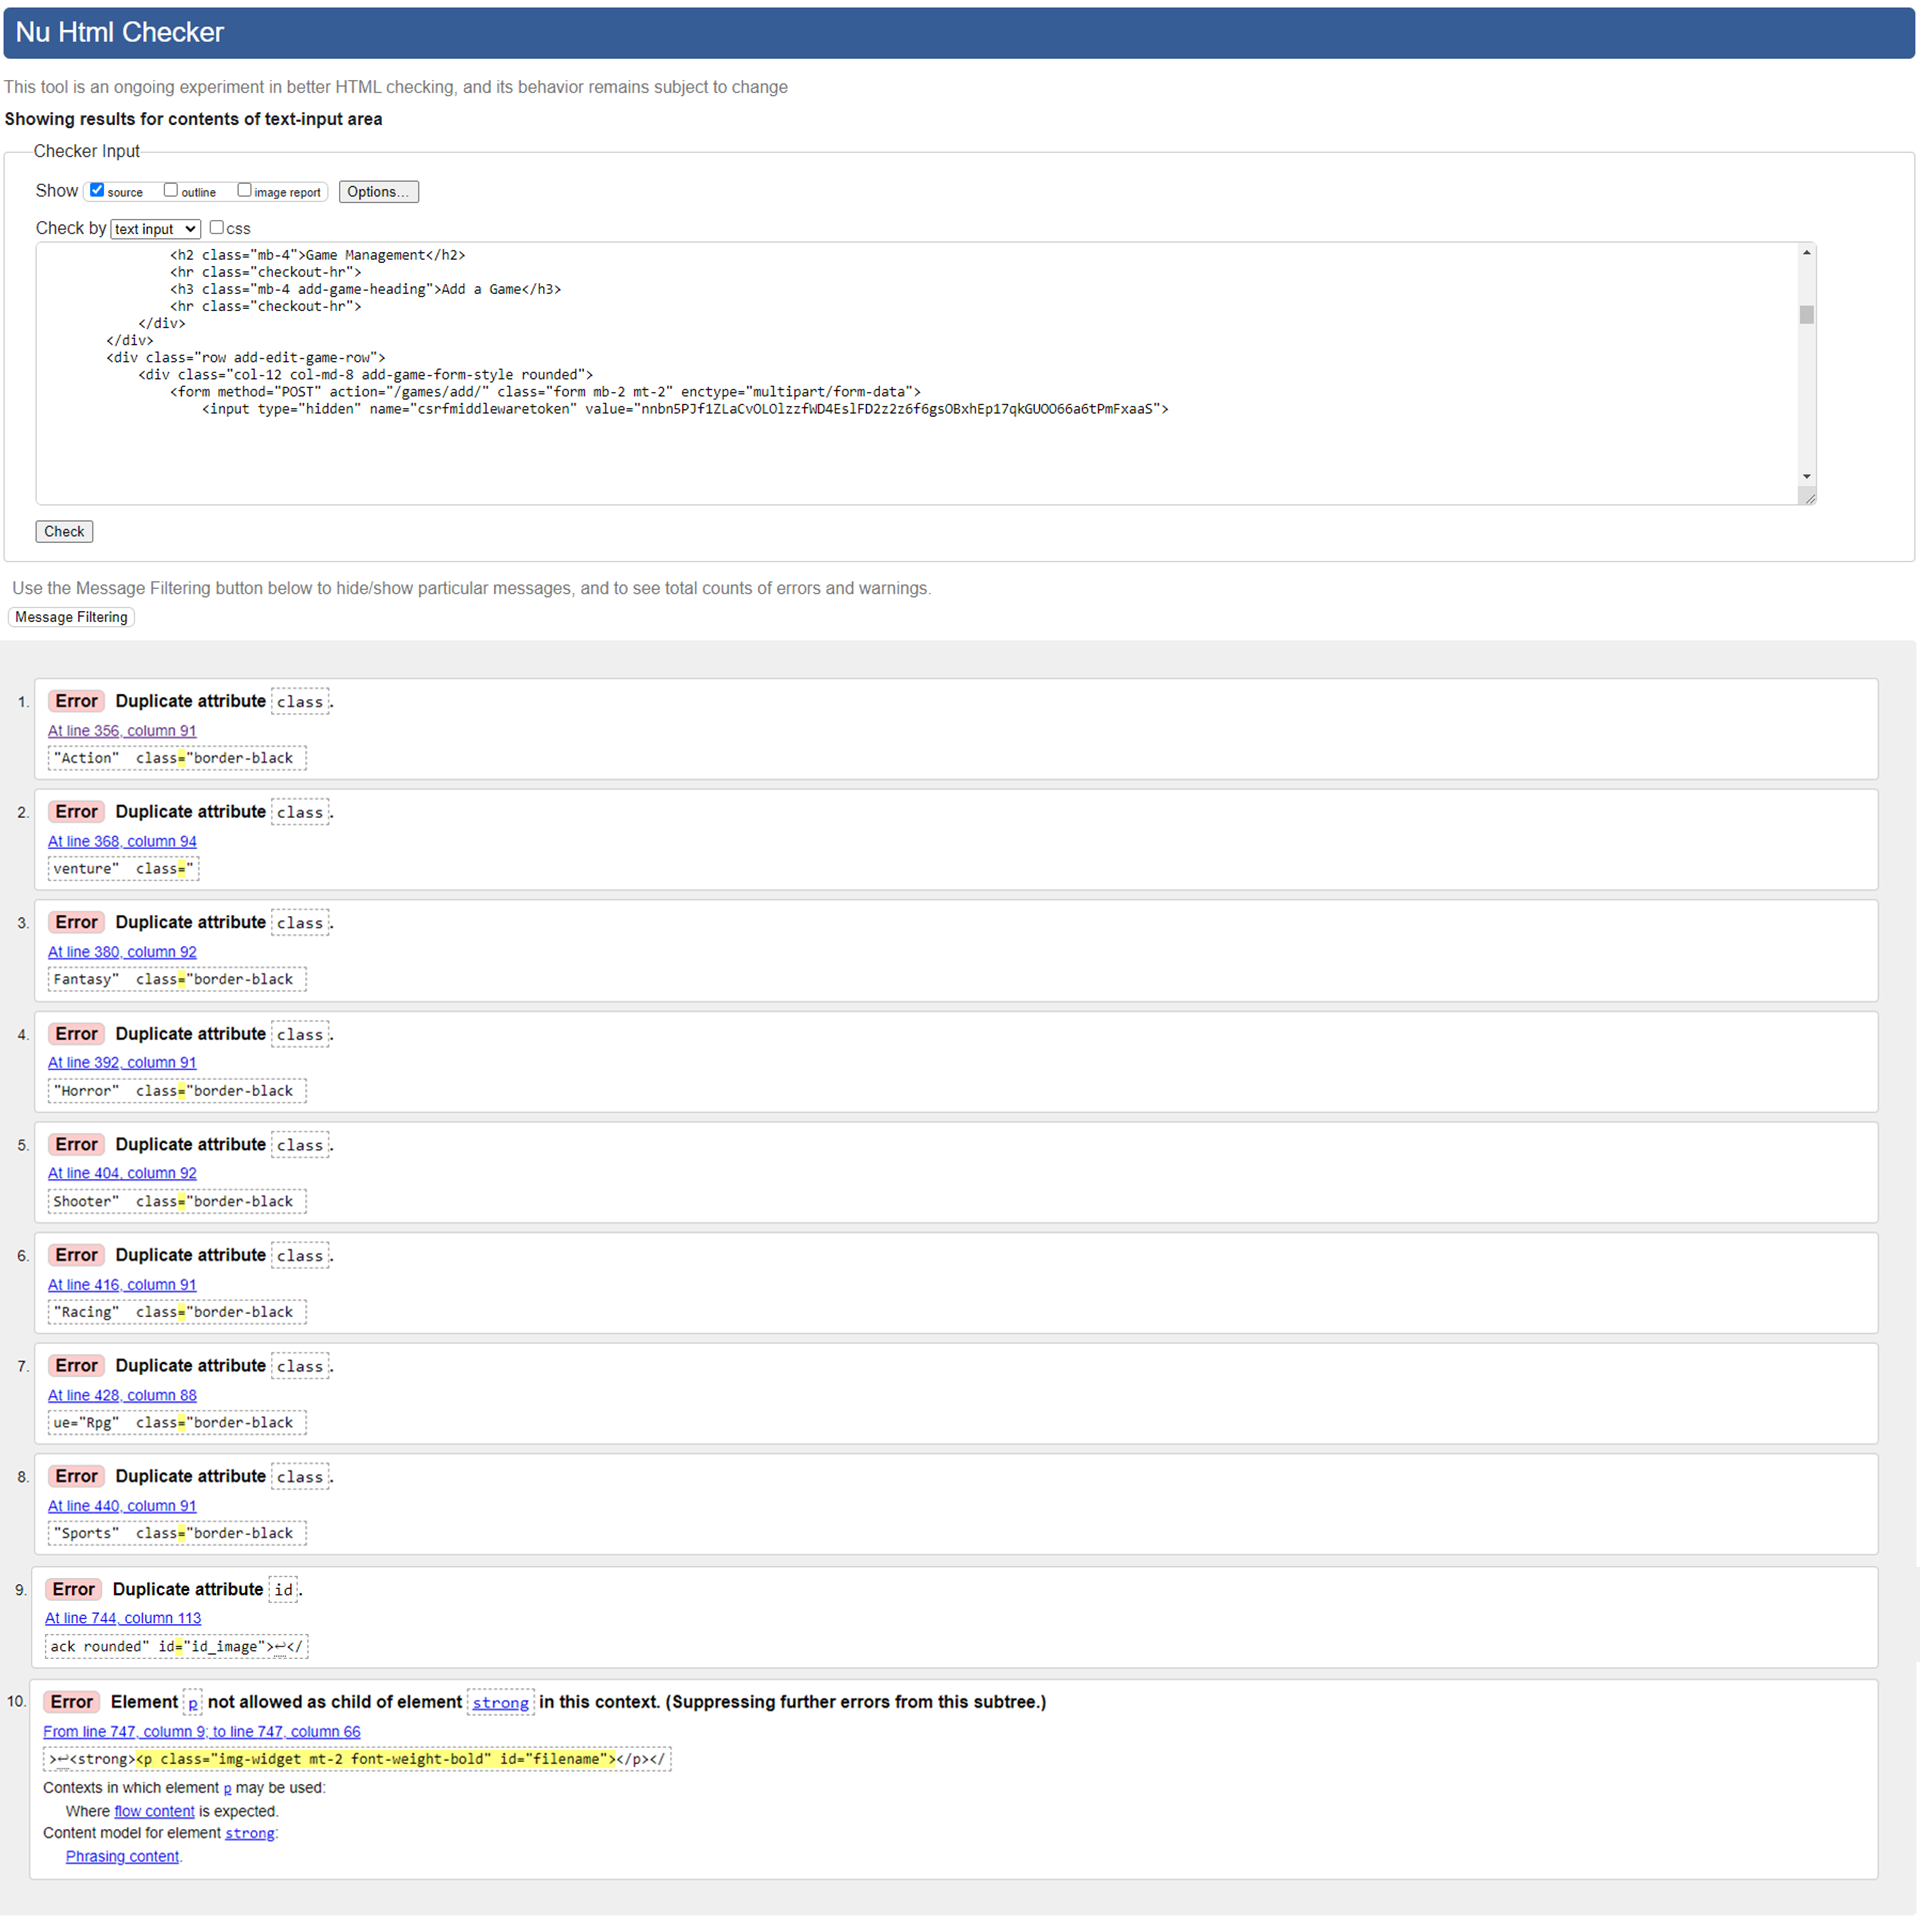 Nu Html Checker
This tool is an ongoing experiment in better HTML checking, and its behavior remains subject to change
Showing results for contents of text-input area
Checker Input
Show source outline image report Options...
Check by text input css
<h2 class="mb-4">Game Management</h2>
<hr class="checkout-hr">
<h3 class="mb-4 add-game-heading">Add a Game</h3>
<hr class="checkout-hr">
</div>
</div>
<div class="row add-edit-game-row">
<div class="col-12 col-md-8 add-game-form-style rounded">
<form method="POST" action="/games/add/" class="form mb-2 mt-2" enctype="multipart/form-data">
<input type="hidden" name="csrfmiddlewaretoken" value="nnbn5PJf1ZLaCvOLOlzzfWD4EslFD2z2z6f6gsOBxhEp17qkGUOO66a6tPmFxaaS">
Check
Use the Message Filtering button below to hide/show particular messages, and to see total counts of errors and warnings.
Message Filtering
1. Error Duplicate attribute class.
At line 356, column 91
"Action"  class="border-black
2. Error Duplicate attribute class.
At line 368, column 94
venture"  class="
3. Error Duplicate attribute class.
At line 380, column 92
Fantasy"  class="border-black
4. Error Duplicate attribute class.
At line 392, column 91
"Horror"  class="border-black
5. Error Duplicate attribute class.
At line 404, column 92
Shooter"  class="border-black
6. Error Duplicate attribute class.
At line 416, column 91
"Racing"  class="border-black
7. Error Duplicate attribute class.
At line 428, column 88
ue="Rpg"  class="border-black
8. Error Duplicate attribute class.
At line 440, column 91
"Sports"  class="border-black
9. Error Duplicate attribute id.
At line 744, column 113
ack rounded" id="id_image">↩</
10. Error Element p not allowed as child of element strong in this context. (Suppressing further errors from this subtree.)
From line 747, column 9; to line 747, column 66
>↩<strong><p class="img-widget mt-2 font-weight-bold" id="filename"></p></
Contexts in which element p may be used:
Where flow content is expected.
Content model for element strong:
Phrasing content.